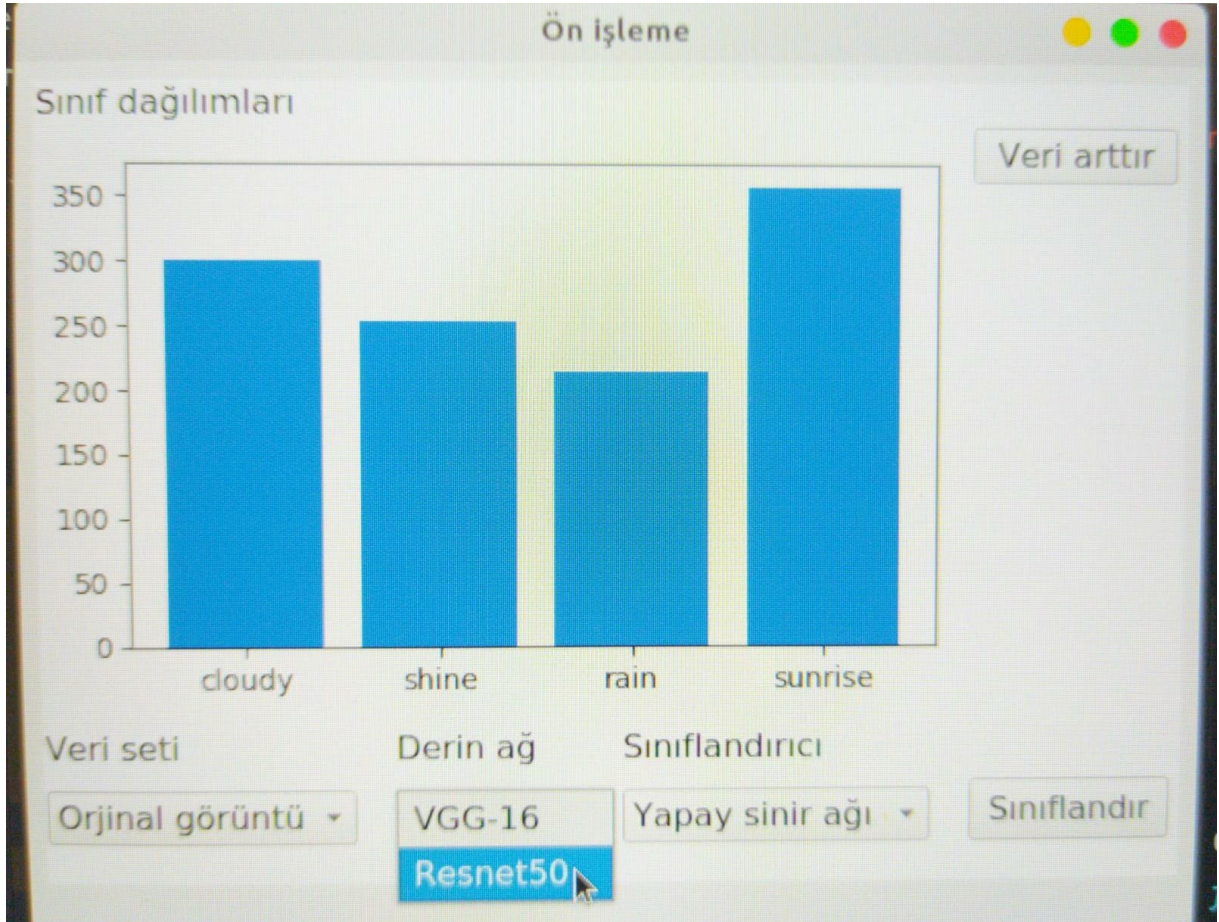 Ön işleme
Sınıf dağılımları
Veri arttır
350
300
250
200
150
100
50
0
cloudy shine rain sunrise
Veri seti Derin ağ Sınıflandırıcı
Orjinal görüntü VGG-16 Yapay sinir ağı Sınıflandır
Resnet50